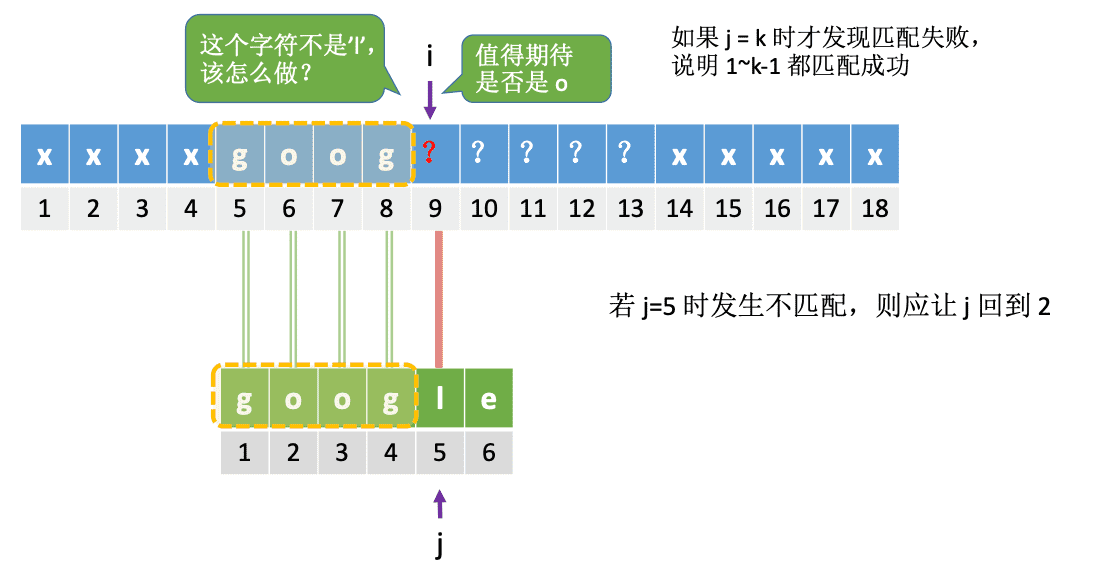 这个字符不是'l'，
该怎么做？
i
值得期待
是否是 o
如果 j = k 时才发现匹配失败，
说明 1~k-1 都匹配成功
x x x x g o o g ? ? ? ? ? x x x x x
1 2 3 4 5 6 7 8 9 10 11 12 13 14 15 16 17 18
若 j=5 时发生不匹配，则应让 j 回到 2
g o o g l e
1 2 3 4 5 6
j